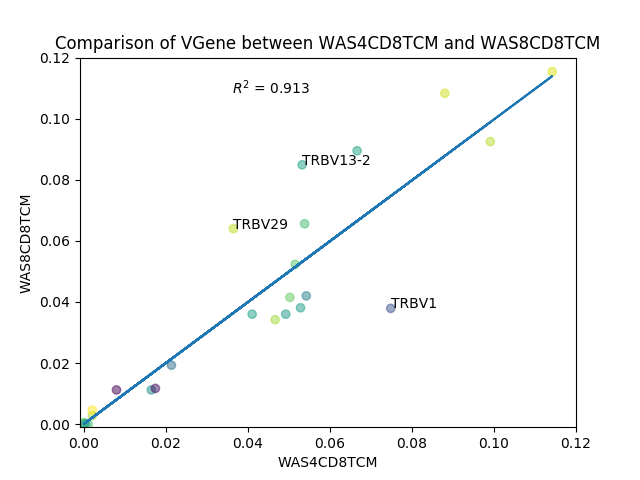 Comparison of VGene between WAS4CD8TCM and WAS8CD8TCM
0.12
R² = 0.913
0.10
TRBV13-2
0.08
TRBV29
0.06
WAS8CD8TCM
TRBV1
0.04
0.02
0.00
0.00 0.02 0.04 0.06 0.08 0.10 0.12
WAS4CD8TCM